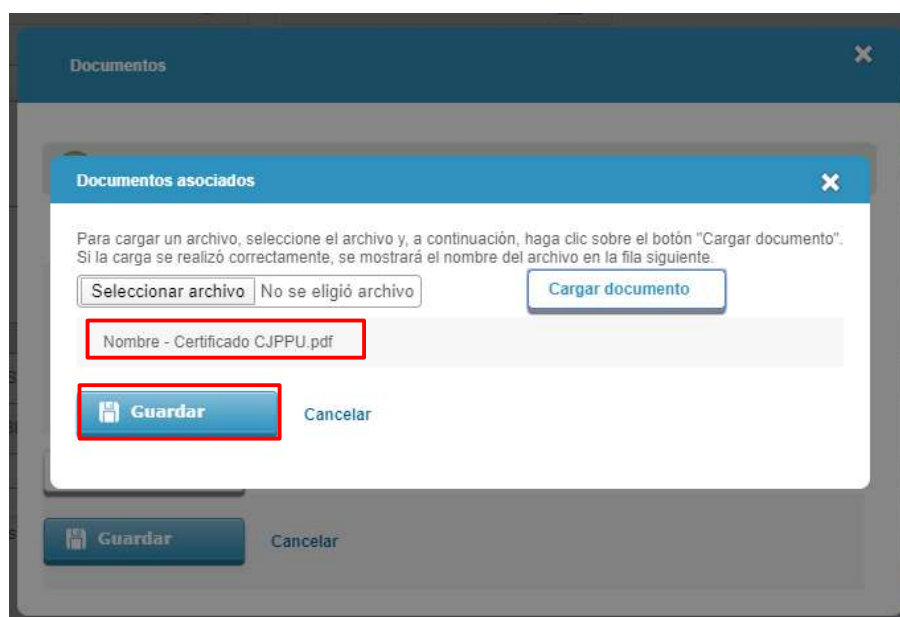 Documentos
Documentos asociados
Para cargar un archivo, seleccione el archivo y, a continuación, haga clic sobre el botón "Cargar documento".
Si la carga se realizó correctamente, se mostrará el nombre del archivo en la fila siguiente.
Seleccionar archivo No se eligió archivo Cargar documento
Nombre - Certificado CJPPU.pdf
Guardar Cancelar
Guardar Cancelar